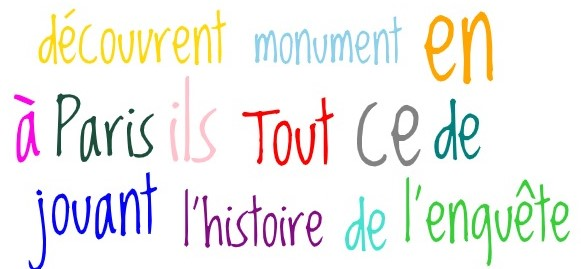 découvrent monument en
à Paris ils Tout ce de
jouant l'histoire de l'enquête